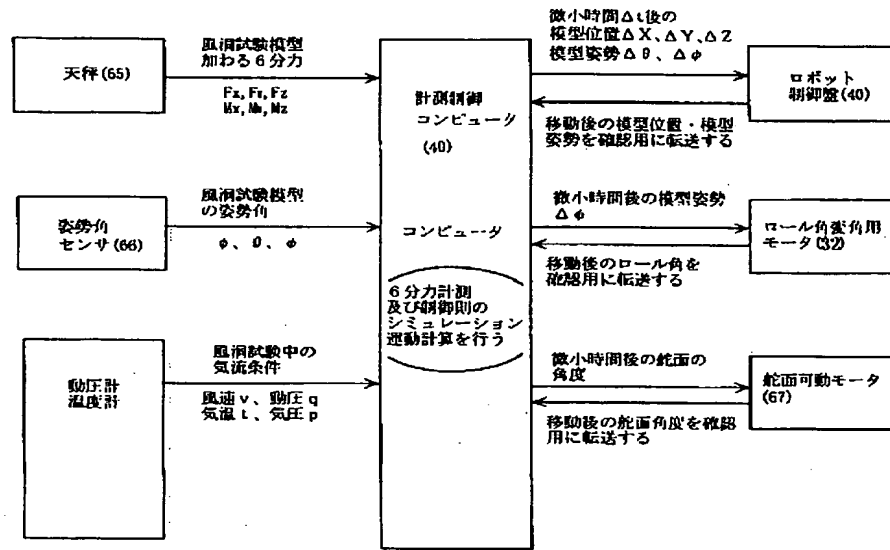 天秤(65)
風洞試験模型
加わる6分力
Fx, Fy, Fz
Mx, Mx, Mz
姿勢角
センサ(66)
風洞試験模型
の姿勢角
φ、θ、φ
動圧計
温度計
風洞試験中の
気流条件
風速v、動圧q
気温t、気圧p
計測制御
コンピュータ
(40)
コンピュータ
6分力計測
及び制御則の
シミュレーション
運動計算を行う
微小時間Δt後の
模型位置ΔX、ΔY、ΔZ
模型姿勢Δθ、Δφ
移動後の模型位置・模型
姿勢を確認用に転送する
ロボット
制御盤(40)
微小時間後の模型姿勢
Δφ
移動後のロール角を
確認用に転送する
ロール角変角用
モータ(32)
微小時間後の舵面の
角度
移動後の舵面角度を確認
用に転送する
舵面可動モータ
(67)